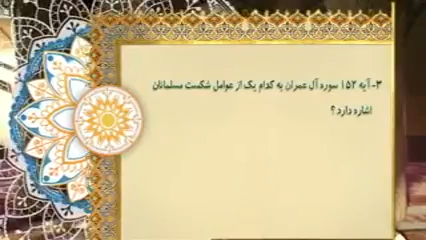 ۳- آیه ۱۵۲ سوره آل عمران به کدام یک از عوامل شکست مسلمانان
اشاره دارد؟